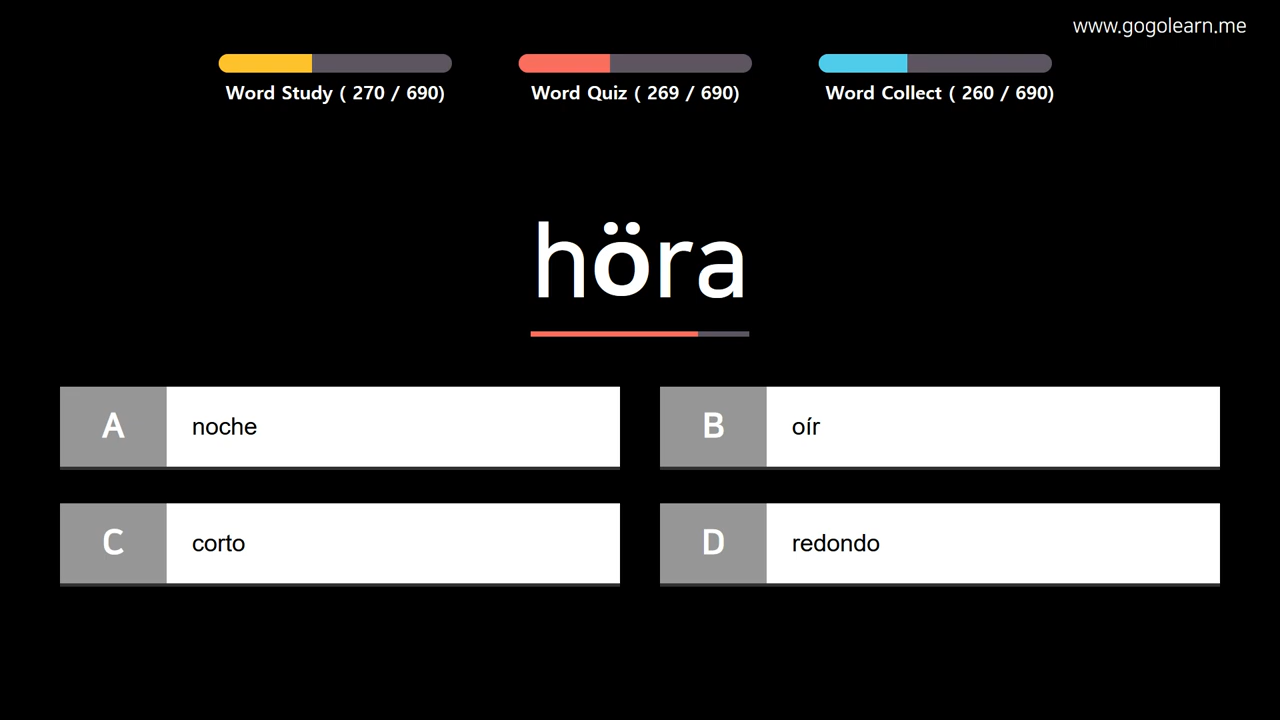 www.gogolearn.me
Word Study ( 270 / 690)
Word Quiz ( 269 / 690)
Word Collect ( 260 / 690)
höra
A noche
B oír
C corto
D redondo